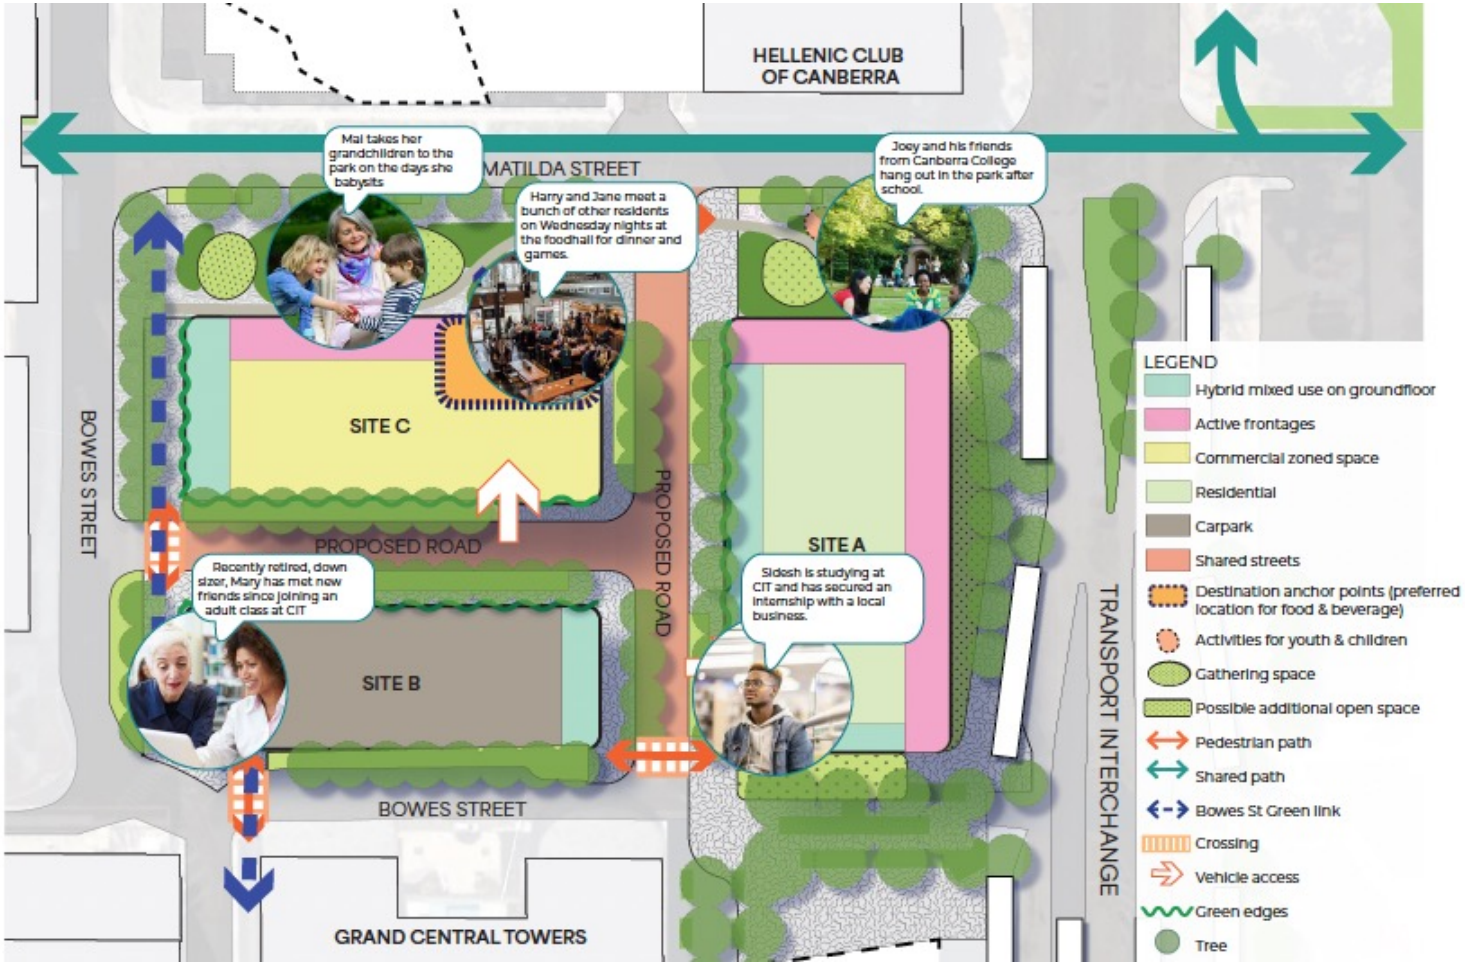 HELLENIC CLUB
OF CANBERRA
Mai takes her
grandchildren to the
park on the days she
babysits
MATILDA STREET
Joey and his friends
from Canberra College
hang out in the park after
school.
Harry and Jane meet a
bunch of other residents
on Wednesday nights at
the foodhall for dinner and
games.
SITE C
BOWES STREET
PROPOSED ROAD
PROPOSED ROAD
SITE A
Recently retired, down
sizer, Mary has met new
friends since joining an
adult class at CIT
Sidesh is studying at
CIT and has secured an
internship with a local
business.
SITE B
BOWES STREET
GRAND CENTRAL TOWERS
TRANSPORT INTERCHANGE
LEGEND
Hybrid mixed use on groundfloor
Active frontages
Commercial zoned space
Residential
Carpark
Shared streets
Destination anchor points (preferred
location for food & beverage)
Activities for youth & children
Gathering space
Possible additional open space
Pedestrian path
Shared path
Bowes St Green link
Crossing
Vehicle access
Green edges
Tree